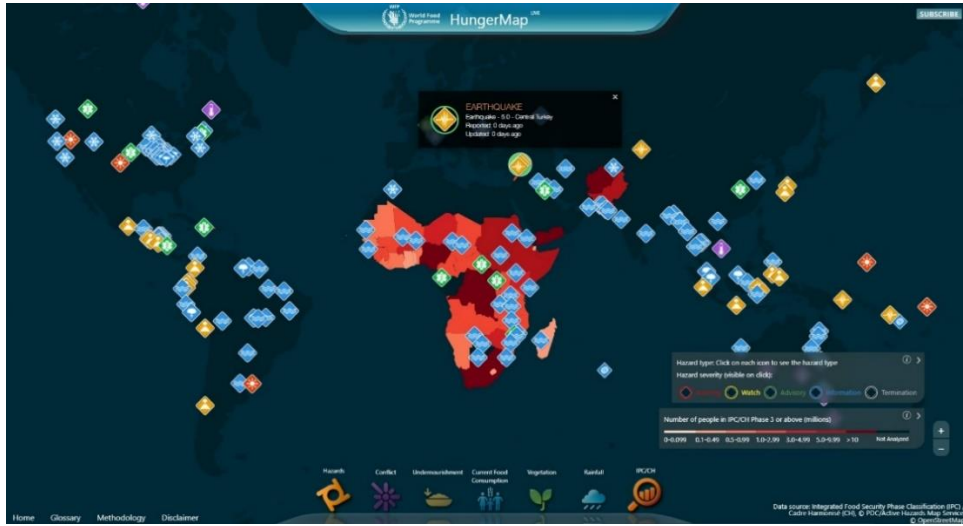 WFP
World Food
Programme
HungerMap LIVE
SUBSCRIBE
EARTHQUAKE
Earthquake - 5.0 - Central Turkey
Reported: 0 days ago
Updated: 0 days ago
Hazard type: Click on each icon to see the hazard type
Hazard severity (visible on click):
Warning Watch Advisory Information Termination
Number of people in IPC/CH Phase 3 or above (millions)
0-0.099 0.1-0.49 0.5-0.99 1.0-2.99 3.0-4.99 5.0-9.99 >10 Not Analyzed
+
−
Hazards Conflict Undernourishment Current Food Consumption Vegetation Rainfall IPC/CH
Home Glossary Methodology Disclaimer
Data source: Integrated Food Security Phase Classification (IPC),
Cadre Harmonisé (CH), © PDC/Active Hazards Map Service
© OpenStreetMap